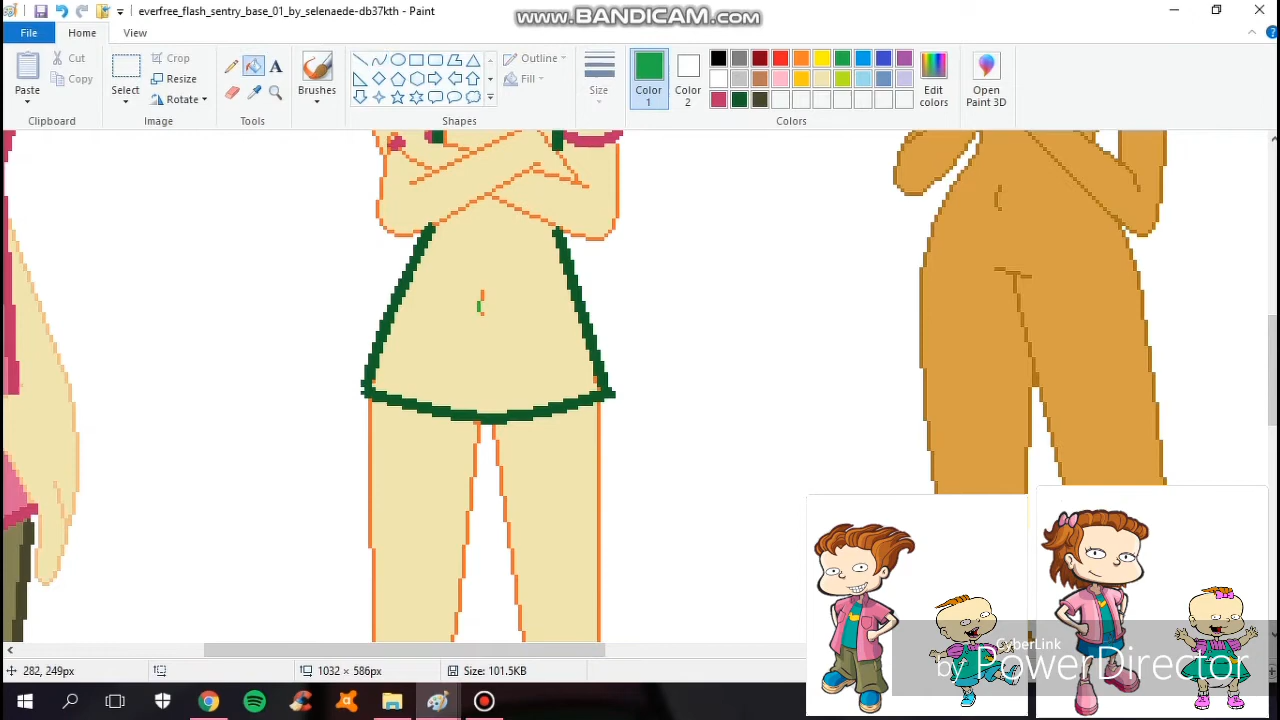 everfree_flash_sentry_base_01_by_selenaede-db37kth - Paint
www.BANDICAM.com
File
Home
View
Paste
Cut
Copy
Clipboard
Select
Crop
Resize
Rotate
Image
A
Tools
Brushes
Outline
Fill
Shapes
Size
Color 1
Color 2
Edit colors
Open Paint 3D
Colors
CyberLink
by PowerDirector
282, 249px
1032 × 586px
Size: 101.5KB